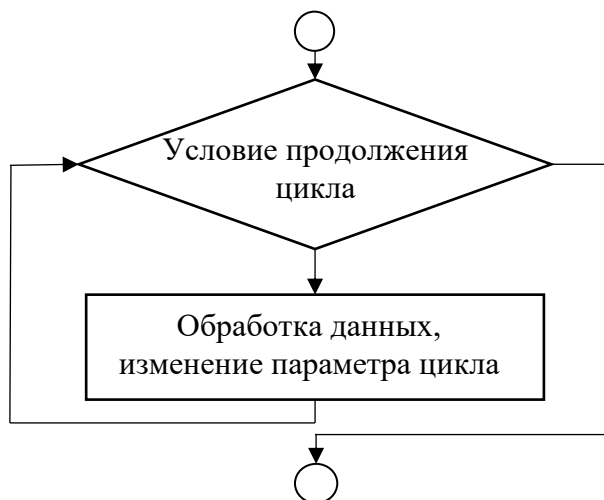 Условие продолжения
цикла
Обработка данных,
изменение параметра цикла